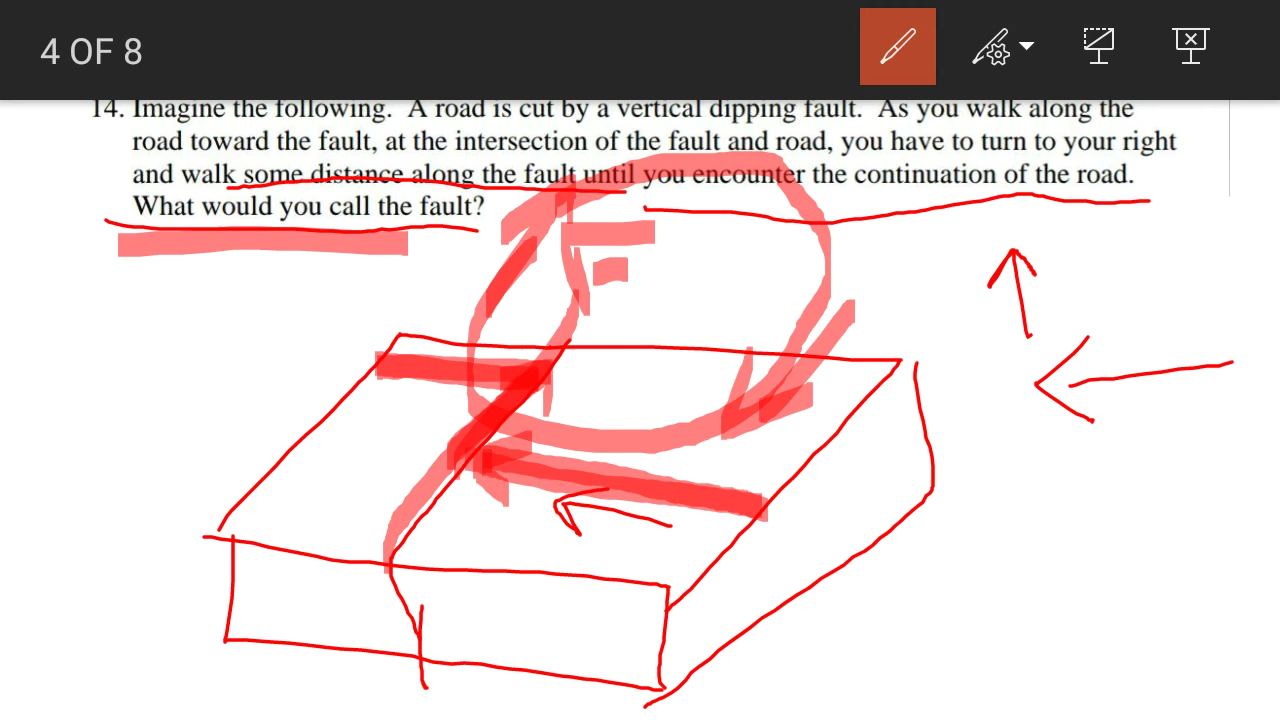 4 OF 8
14. Imagine the following. A road is cut by a vertical dipping fault. As you walk along the
road toward the fault, at the intersection of the fault and road, you have to turn to your right
and walk some distance along the fault until you encounter the continuation of the road.
What would you call the fault?